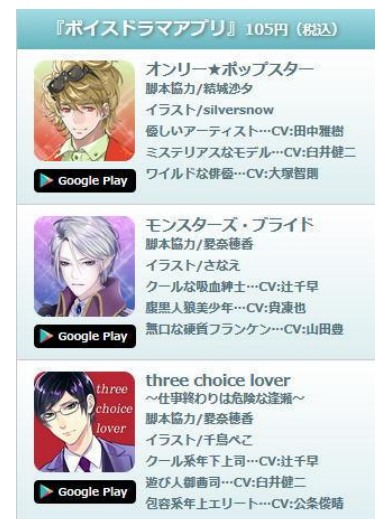 『ボイスドラマアプリ』105円（税込）
オンリー★ポップスター
脚本協力/結城沙夕
イラスト/silversnow
優しいアーティスト…CV:田中雅樹
ミステリアスなモデル…CV:臼井健二
ワイルドな俳優…CV:大塚智則
Google Play
モンスターズ・ブライド
脚本協力/愛奈穂香
イラスト/さなえ
クールな吸血紳士…CV:辻千早
腹黒人狼美少年…CV:貴凍也
無口な硬質フランケン…CV:山田豊
Google Play
three choice lover
three choice lover
～仕事終わりは危険な逢瀬～
脚本協力/愛奈穂香
イラスト/千鳥ぺこ
クール系年下上司…CV:辻千早
遊び人御曹司…CV:臼井健二
包容系年上エリート…CV:公条俊晴
Google Play